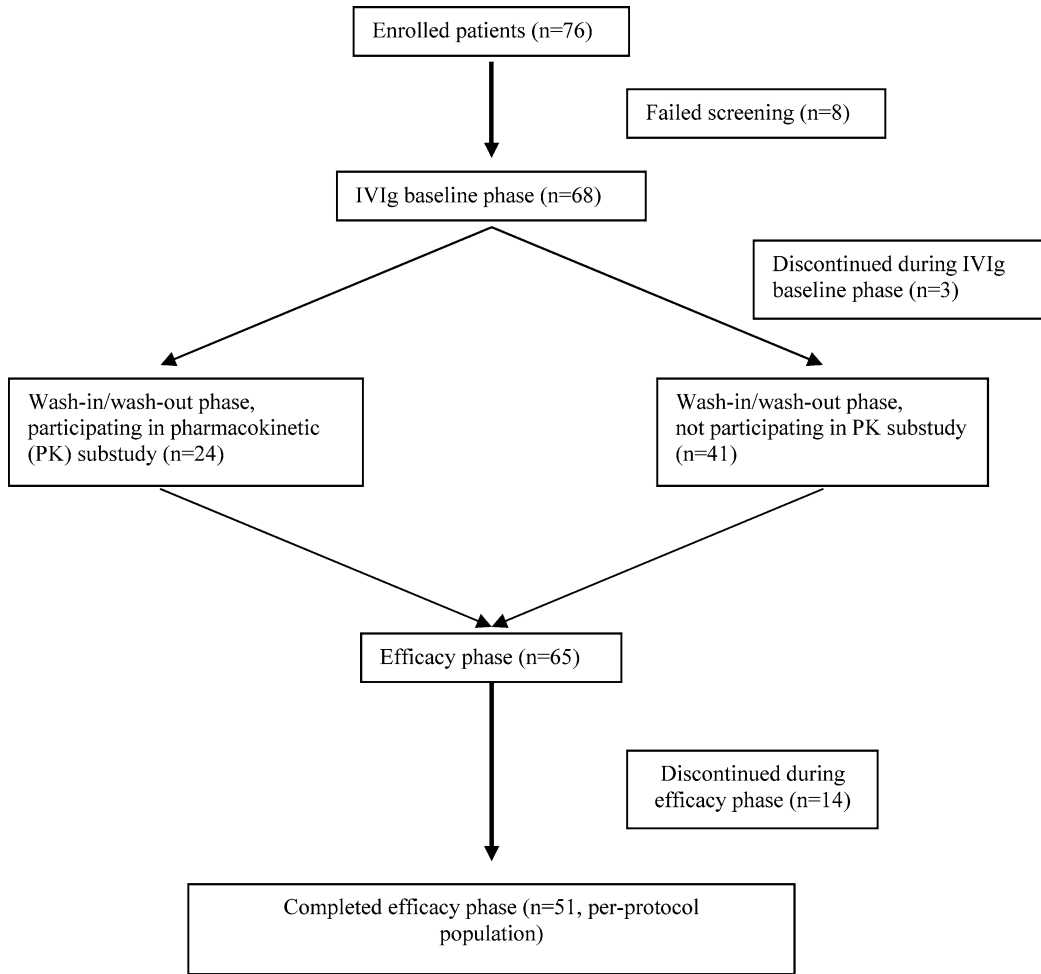 Enrolled patients (n=76)
Failed screening (n=8)
IVIg baseline phase (n=68)
Discontinued during IVIg
baseline phase (n=3)
Wash-in/wash-out phase,
participating in pharmacokinetic
(PK) substudy (n=24)
Wash-in/wash-out phase,
not participating in PK substudy
(n=41)
Efficacy phase (n=65)
Discontinued during
efficacy phase (n=14)
Completed efficacy phase (n=51, per-protocol
population)